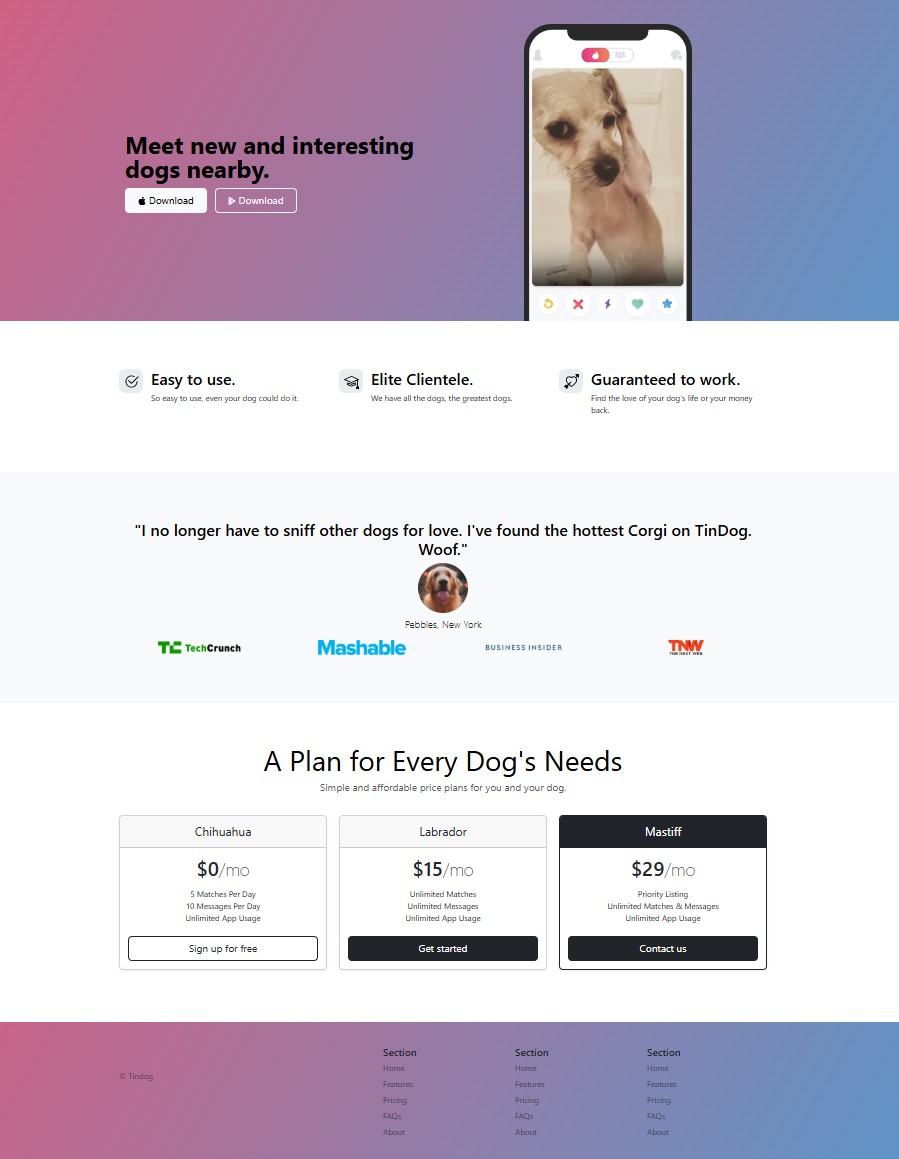 Meet new and interesting
dogs nearby.
Download
Download
Easy to use.
So easy to use, even your dog could do it.
Elite Clientele.
We have all the dogs, the greatest dogs.
Guaranteed to work.
Find the love of your dog's life or your money
back.
"I no longer have to sniff other dogs for love. I've found the hottest Corgi on TinDog.
Woof."
Pebbles, New York
TC TechCrunch
Mashable
BUSINESS INSIDER
TNW
THE NEXT WEB
A Plan for Every Dog's Needs
Simple and affordable price plans for you and your dog.
Chihuahua
$0/mo
5 Matches Per Day
10 Messages Per Day
Unlimited App Usage
Sign up for free
Labrador
$15/mo
Unlimited Matches
Unlimited Messages
Unlimited App Usage
Get started
Mastiff
$29/mo
Priority Listing
Unlimited Matches & Messages
Unlimited App Usage
Contact us
© Tindog
Section
Home
Features
Pricing
FAQs
About
Section
Home
Features
Pricing
FAQs
About
Section
Home
Features
Pricing
FAQs
About